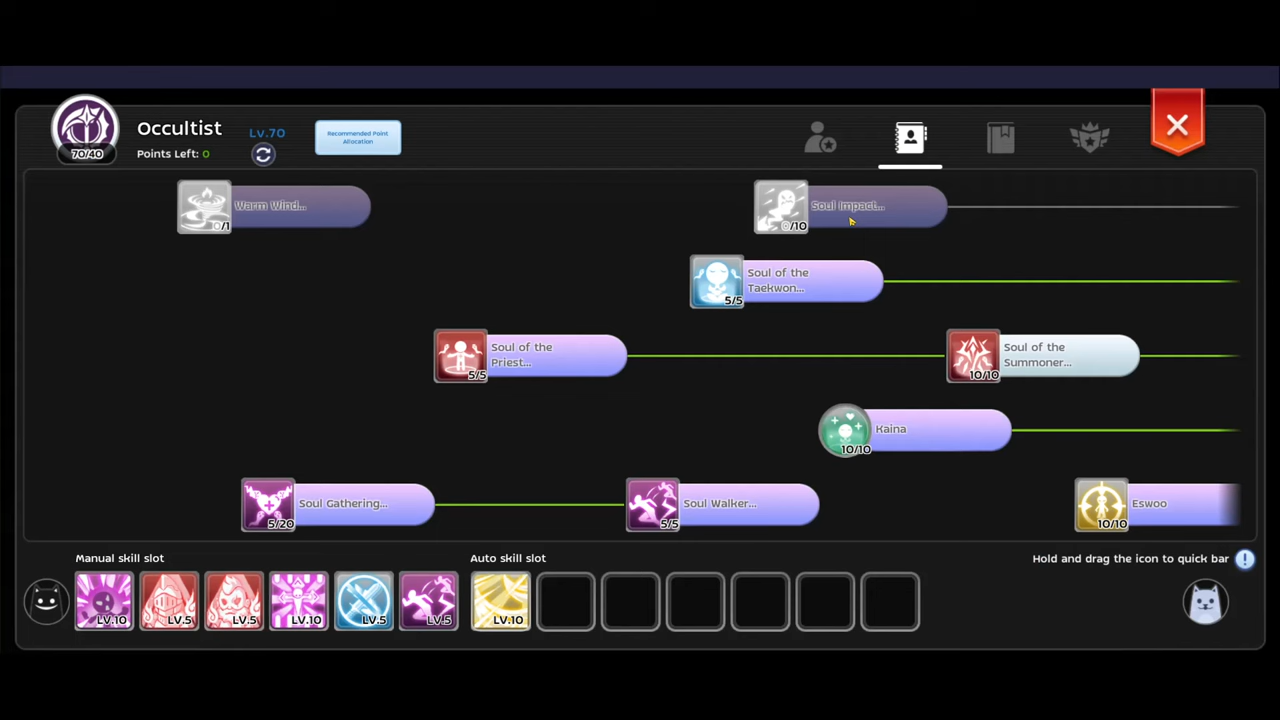 Occultist
Lv.70
Recommended Point
Allocation
70/40
Points Left: 0
Warm Wind...
0/1
Soul Impact...
0/10
Soul of the
Taekwon...
5/5
Soul of the
Priest...
5/5
Soul of the
Summoner...
10/10
Kaina
10/10
Soul Gathering...
5/20
Soul Walker...
5/5
Eswoo
10/10
Manual skill slot
Auto skill slot
Hold and drag the icon to quick bar
LV.10
LV.5
LV.5
LV.10
LV.5
LV.5
LV.10